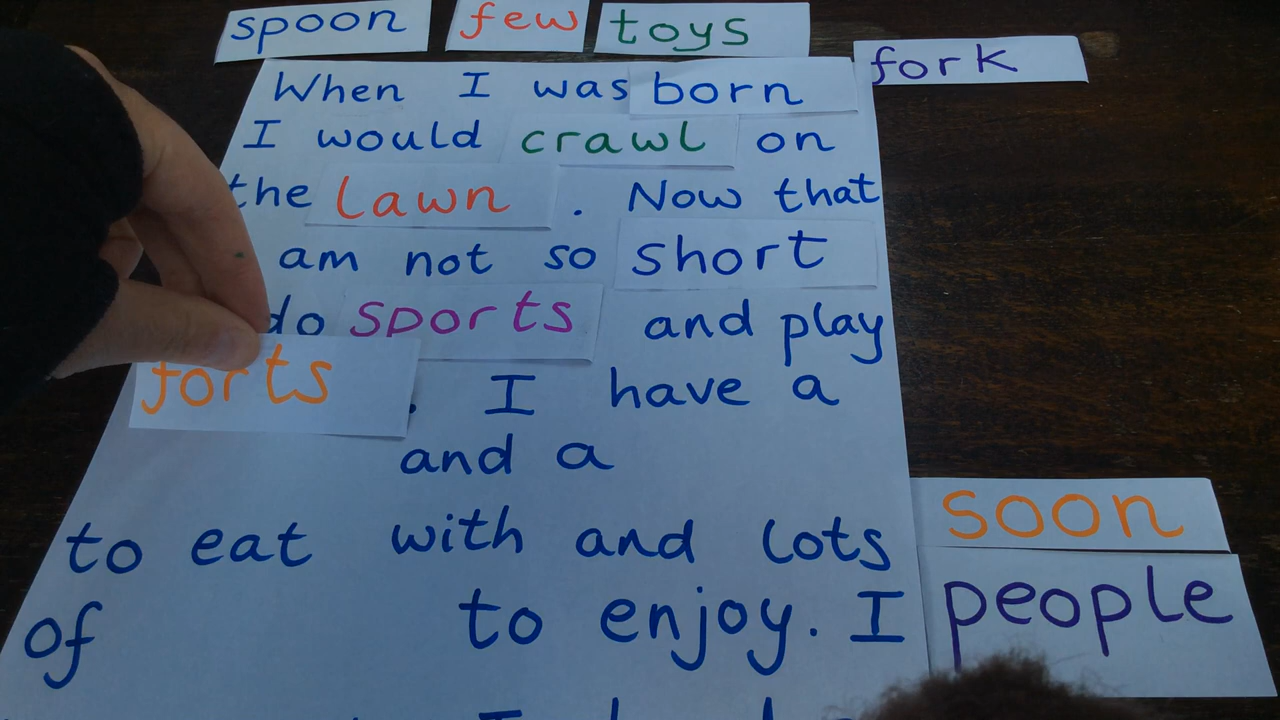 spoon few toys
fork
When I was born
I would crawl on
the lawn . Now that
am not so short
do sports and play
forts . I have a
and a
to eat with and lots
of to enjoy. I
soon
people